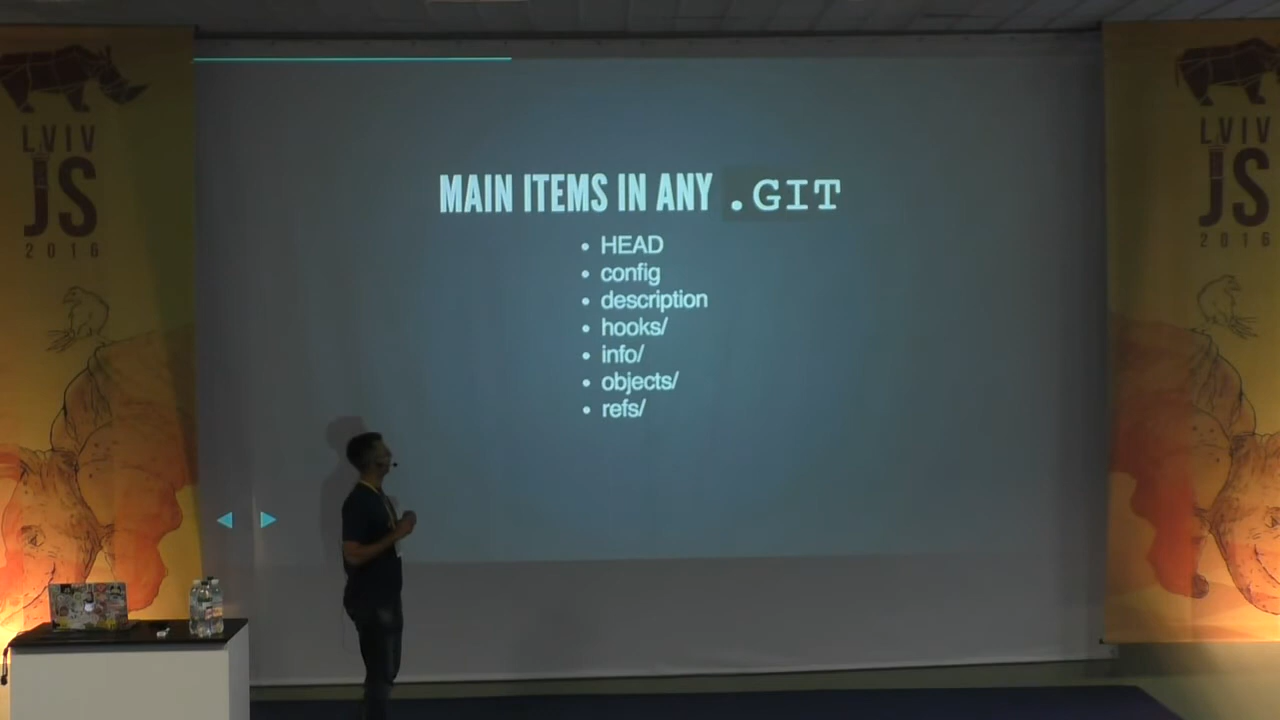 LVIV
JS
2016
MAIN ITEMS IN ANY .GIT
• HEAD
• config
• description
• hooks/
• info/
• objects/
• refs/
LVIV
JS
2016